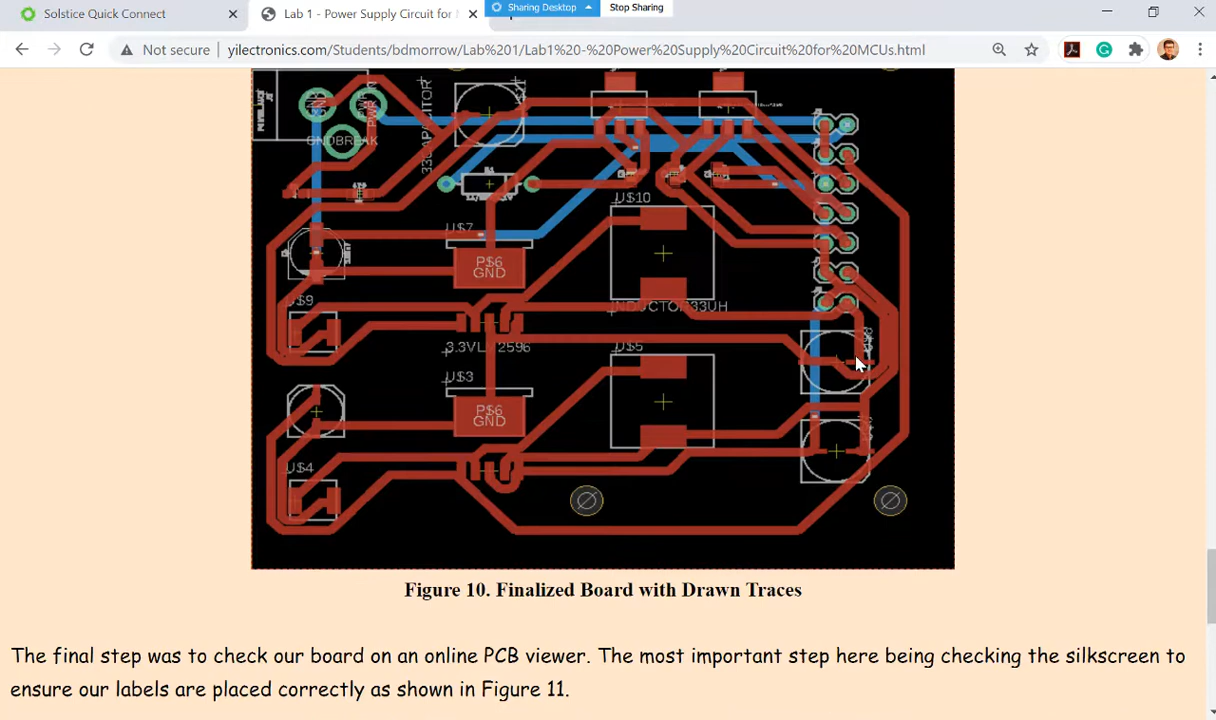 Solstice Quick Connect
Lab 1 - Power Supply Circuit for
Sharing Desktop
Stop Sharing
Not secure
yilectronics.com/Students/bdmorrow/Lab%201/Lab1%20-%20Power%20Supply%20Circuit%20for%20MCUs.html
GNDBREAK
U$10
U$7
P$6
GND
U$9
INDUCTOR33UH
U$5
U$3
P$6
GND
U$4
Figure 10. Finalized Board with Drawn Traces
The final step was to check our board on an online PCB viewer. The most important step here being checking the silkscreen to
ensure our labels are placed correctly as shown in Figure 11.